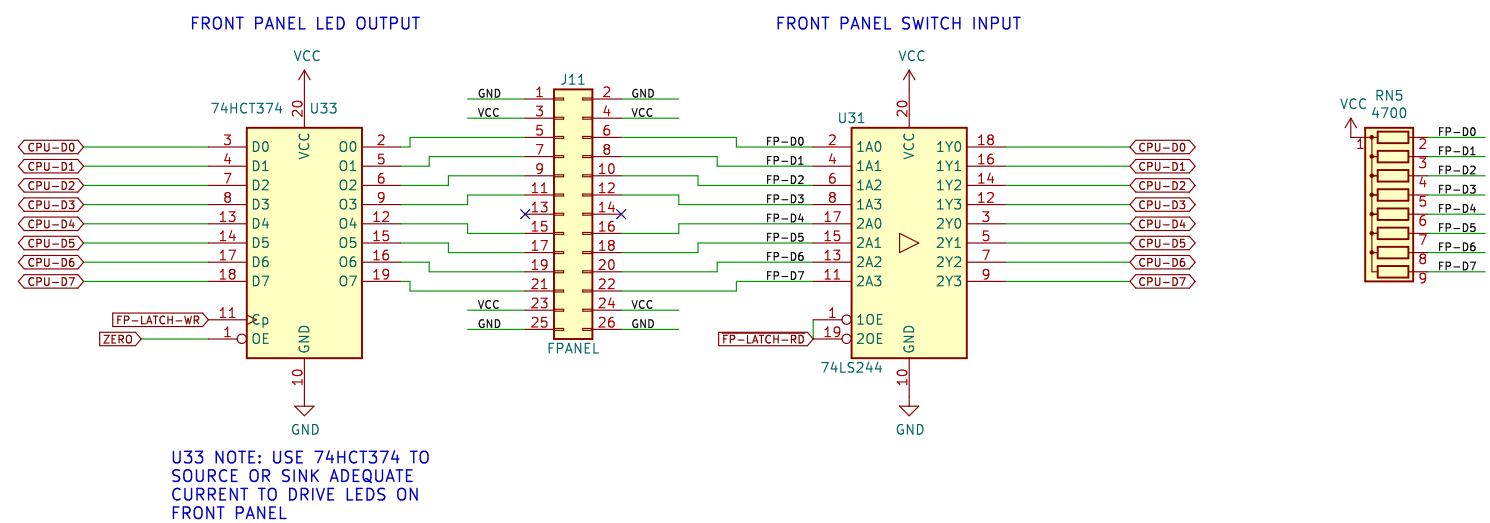 FRONT PANEL LED OUTPUT
FRONT PANEL SWITCH INPUT
VCC
VCC
J11
RN5
VCC
4700
74HCT374
U33
20
GND
1
2
GND
20
U31
VCC
3
4
VCC
VCC
VCC
5
6
1
FP-D0
CPU-D0
3
D0
O0
2
FP-D0
2
1A0
1Y0
18
CPU-D0
2
FP-D1
7
8
CPU-D1
4
D1
O1
5
FP-D1
4
1A1
1Y1
16
CPU-D1
3
FP-D2
9
10
CPU-D2
7
D2
O2
6
FP-D2
6
1A2
1Y2
14
CPU-D2
4
FP-D3
11
12
CPU-D3
8
D3
O3
9
FP-D3
8
1A3
1Y3
12
CPU-D3
5
FP-D4
13
14
CPU-D4
13
D4
O4
12
FP-D4
17
2A0
2Y0
3
CPU-D4
6
FP-D5
15
16
CPU-D5
14
D5
O5
15
FP-D5
15
2A1
2Y1
5
CPU-D5
7
FP-D6
17
18
CPU-D6
17
D6
O6
16
FP-D6
13
2A2
2Y2
7
CPU-D6
8
FP-D7
19
20
CPU-D7
18
D7
O7
19
FP-D7
11
2A3
2Y3
9
CPU-D7
9
21
22
VCC
23
24
VCC
FP-LATCH-WR
11
Cp
GND
25
26
GND
1
1OE
ZERO
1
OE
GND
FP-LATCH-RD
19
2OE
GND
FPANEL
10
74LS244
10
GND
GND
U33 NOTE: USE 74HCT374 TO
SOURCE OR SINK ADEQUATE
CURRENT TO DRIVE LEDS ON
FRONT PANEL